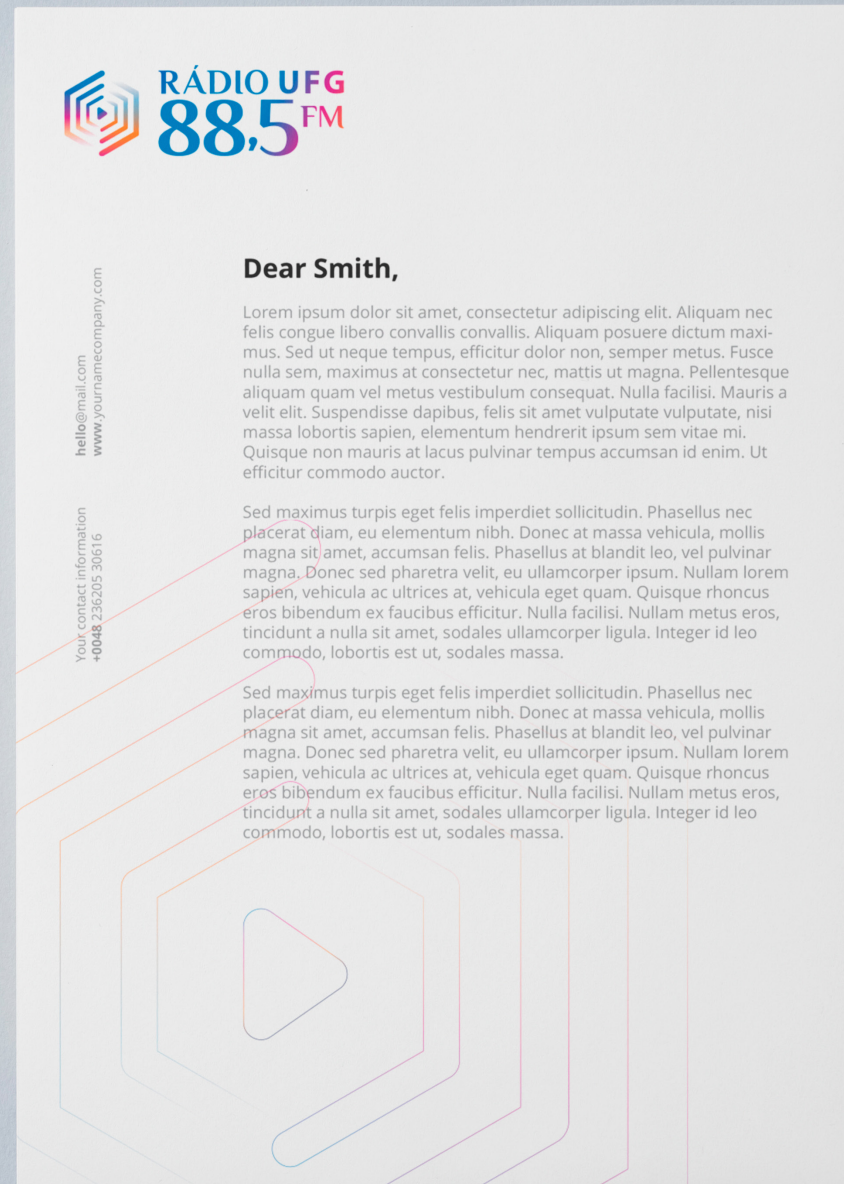 RÁDIO UFG
88,5 FM
hello@mail.com
www.yournamecompany.com
Your contact information
+0048 236205 30616
Dear Smith,
Lorem ipsum dolor sit amet, consectetur adipiscing elit. Aliquam nec
felis congue libero convallis convallis. Aliquam posuere dictum maxi-
mus. Sed ut neque tempus, efficitur dolor non, semper metus. Fusce
nulla sem, maximus at consectetur nec, mattis ut magna. Pellentesque
aliquam quam vel metus vestibulum consequat. Nulla facilisi. Mauris a
velit elit. Suspendisse dapibus, felis sit amet vulputate vulputate, nisi
massa lobortis sapien, elementum hendrerit ipsum sem vitae mi.
Quisque non mauris at lacus pulvinar tempus accumsan id enim. Ut
efficitur commodo auctor.
Sed maximus turpis eget felis imperdiet sollicitudin. Phasellus nec
placerat diam, eu elementum nibh. Donec at massa vehicula, mollis
magna sit amet, accumsan felis. Phasellus at blandit leo, vel pulvinar
magna. Donec sed pharetra velit, eu ullamcorper ipsum. Nullam lorem
sapien, vehicula ac ultrices at, vehicula eget quam. Quisque rhoncus
eros bibendum ex faucibus efficitur. Nulla facilisi. Nullam metus eros,
tincidunt a nulla sit amet, sodales ullamcorper ligula. Integer id leo
commodo, lobortis est ut, sodales massa.
Sed maximus turpis eget felis imperdiet sollicitudin. Phasellus nec
placerat diam, eu elementum nibh. Donec at massa vehicula, mollis
magna sit amet, accumsan felis. Phasellus at blandit leo, vel pulvinar
magna. Donec sed pharetra velit, eu ullamcorper ipsum. Nullam lorem
sapien, vehicula ac ultrices at, vehicula eget quam. Quisque rhoncus
eros bibendum ex faucibus efficitur. Nulla facilisi. Nullam metus eros,
tincidunt a nulla sit amet, sodales ullamcorper ligula. Integer id leo
commodo, lobortis est ut, sodales massa.